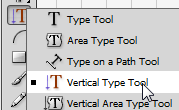 Type Tool
Area Type Tool
Type on a Path Tool
Vertical Type Tool
Vertical Area Type Tool